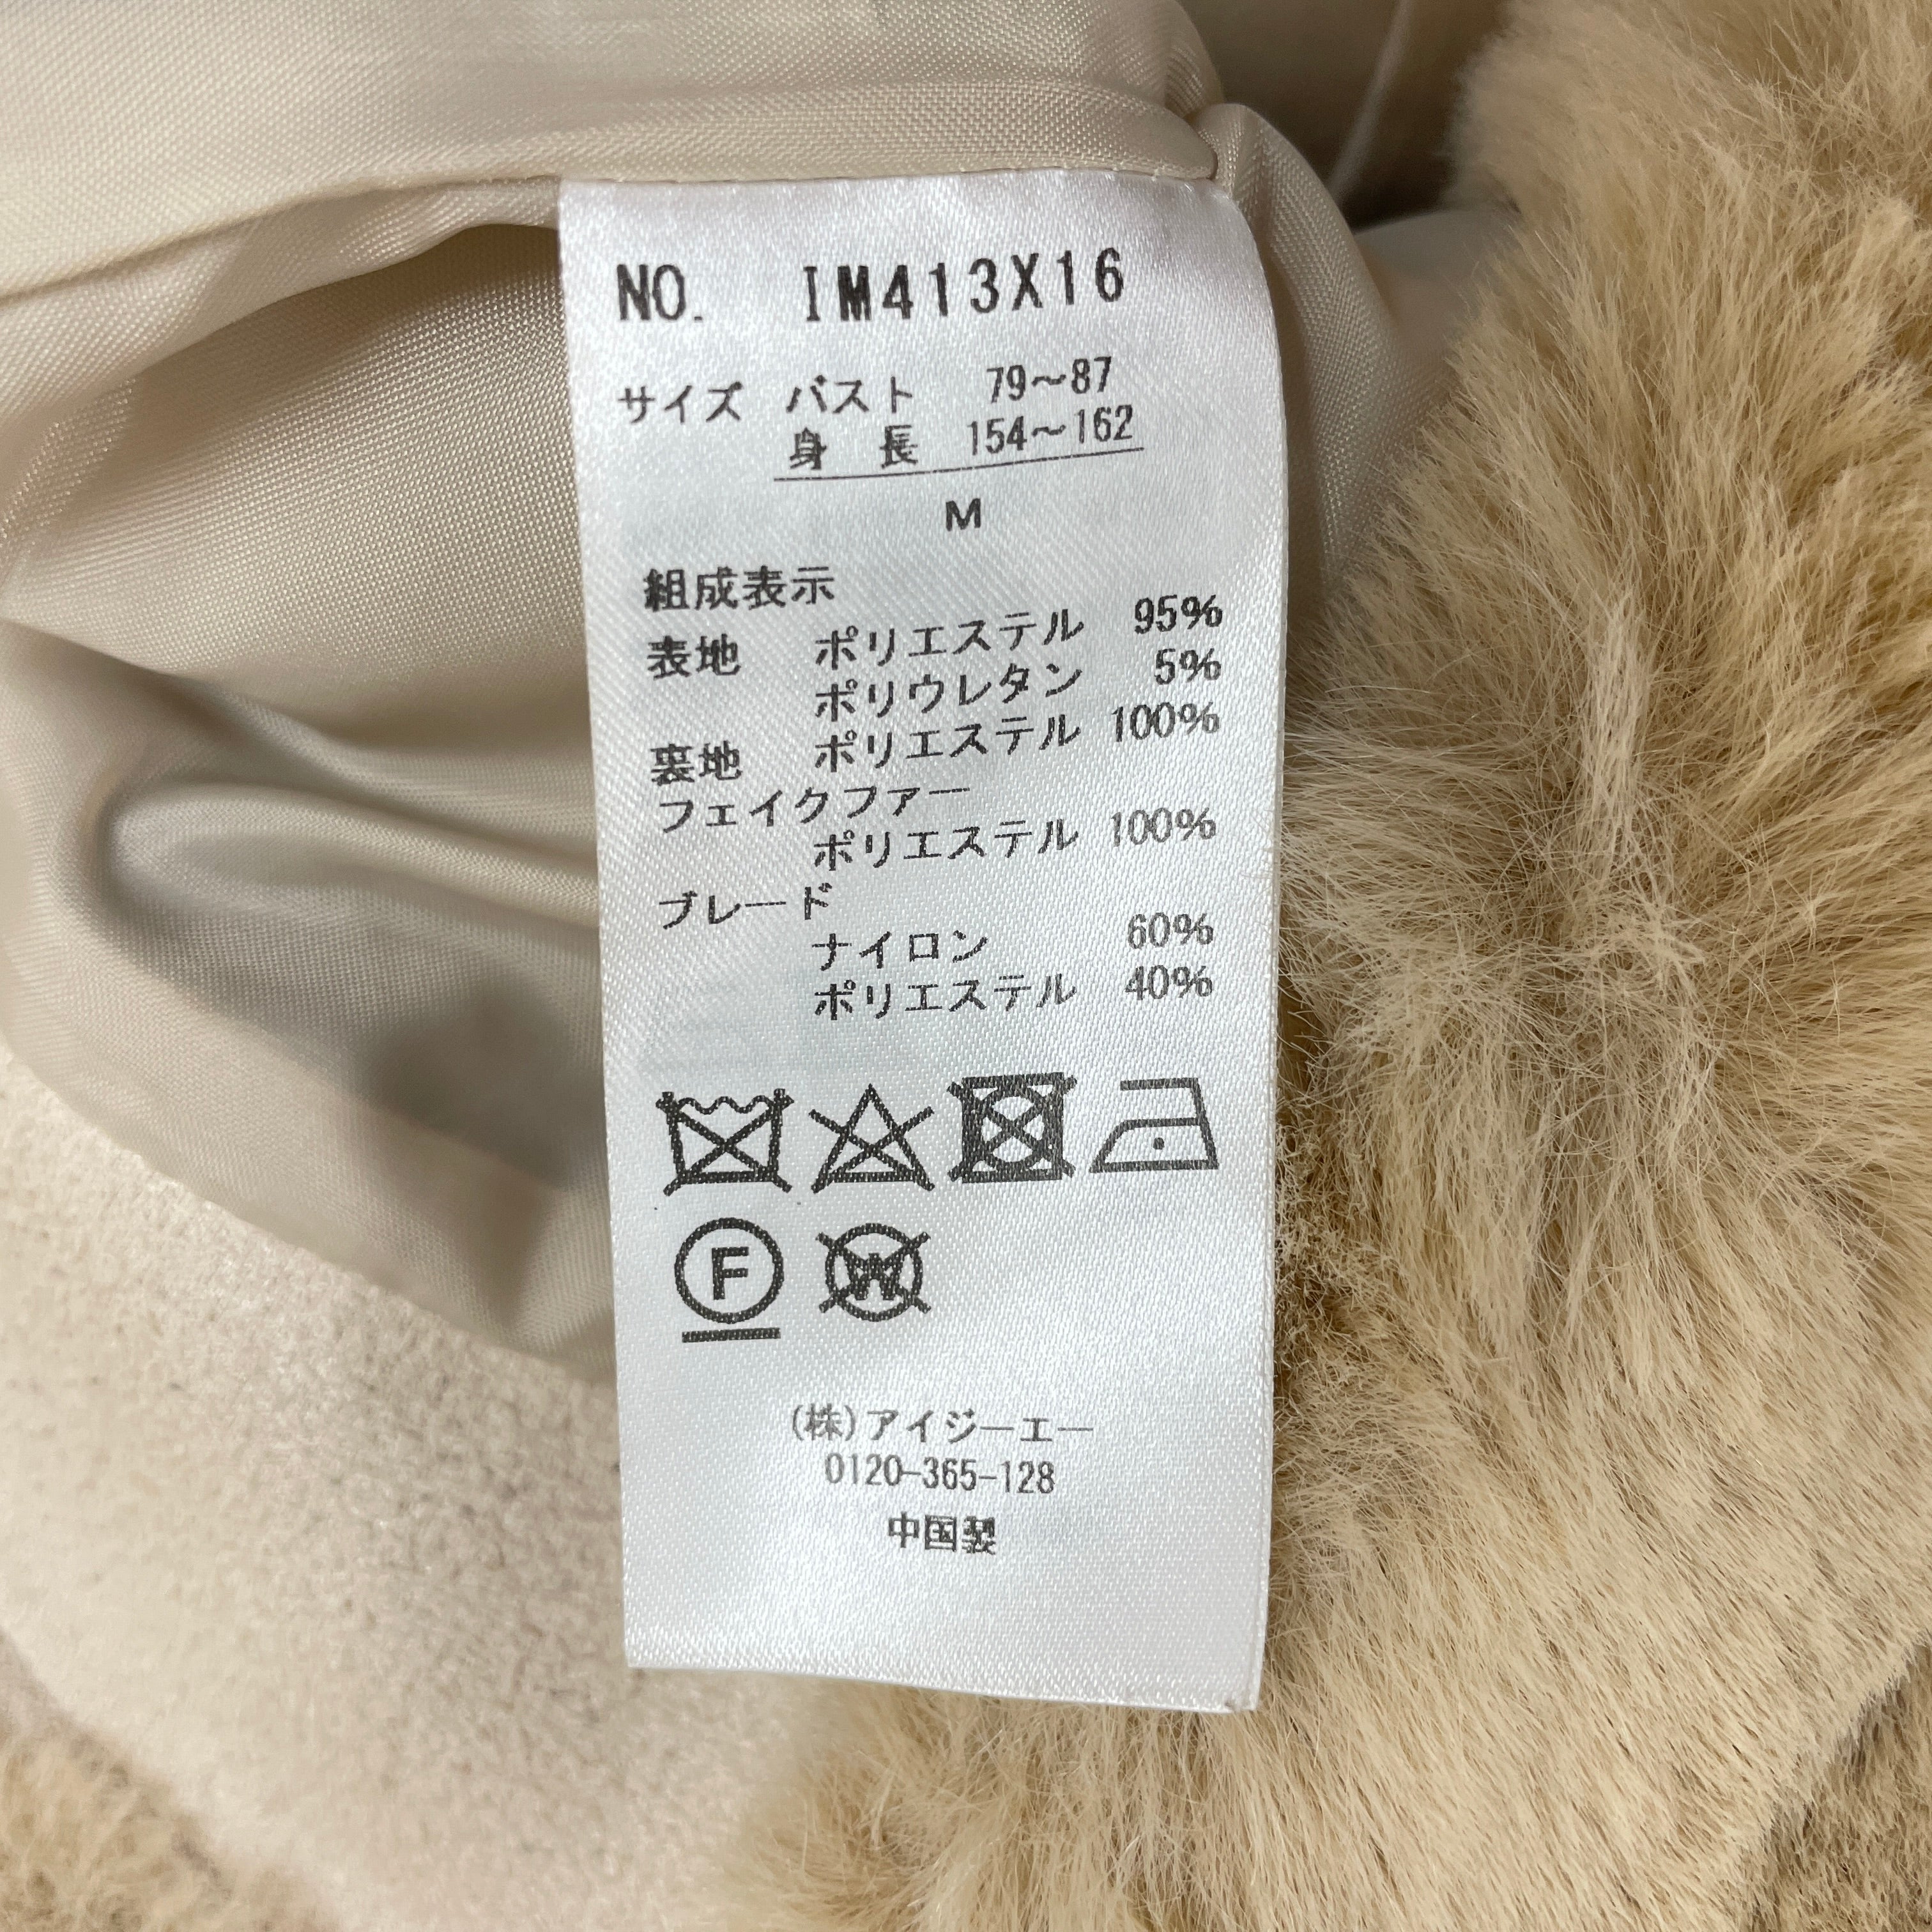 NO. IM413X16
サイズ バスト 79～87
身 長 154～162
M
組成表示
表地 ポリエステル 95%
ポリウレタン 5%
裏地 ポリエステル 100%
フェイクファー
ポリエステル 100%
ブレード
ナイロン 60%
ポリエステル 40%
F W
(株)アイジーエー
0120-365-128
中国製